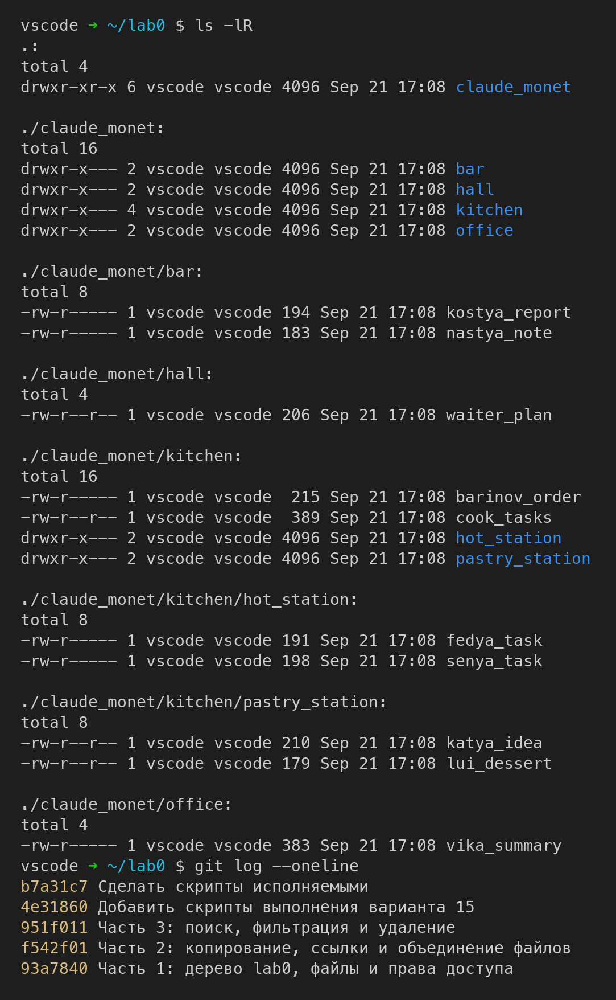 vscode ➜ ~/lab0 $ ls -lR
.:
total 4
drwxr-xr-x 6 vscode vscode 4096 Sep 21 17:08 claude_monet

./claude_monet:
total 16
drwxr-x--- 2 vscode vscode 4096 Sep 21 17:08 bar
drwxr-x--- 2 vscode vscode 4096 Sep 21 17:08 hall
drwxr-x--- 4 vscode vscode 4096 Sep 21 17:08 kitchen
drwxr-x--- 2 vscode vscode 4096 Sep 21 17:08 office

./claude_monet/bar:
total 8
-rw-r----- 1 vscode vscode 194 Sep 21 17:08 kostya_report
-rw-r----- 1 vscode vscode 183 Sep 21 17:08 nastya_note

./claude_monet/hall:
total 4
-rw-r--r-- 1 vscode vscode 206 Sep 21 17:08 waiter_plan

./claude_monet/kitchen:
total 16
-rw-r----- 1 vscode vscode  215 Sep 21 17:08 barinov_order
-rw-r--r-- 1 vscode vscode  389 Sep 21 17:08 cook_tasks
drwxr-x--- 2 vscode vscode 4096 Sep 21 17:08 hot_station
drwxr-x--- 2 vscode vscode 4096 Sep 21 17:08 pastry_station

./claude_monet/kitchen/hot_station:
total 8
-rw-r----- 1 vscode vscode 191 Sep 21 17:08 fedya_task
-rw-r----- 1 vscode vscode 198 Sep 21 17:08 senya_task

./claude_monet/kitchen/pastry_station:
total 8
-rw-r--r-- 1 vscode vscode 210 Sep 21 17:08 katya_idea
-rw-r--r-- 1 vscode vscode 179 Sep 21 17:08 lui_dessert

./claude_monet/office:
total 4
-rw-r----- 1 vscode vscode 383 Sep 21 17:08 vika_summary
vscode ➜ ~/lab0 $ git log --oneline
b7a31c7 Сделать скрипты исполняемыми
4e31860 Добавить скрипты выполнения варианта 15
951f011 Часть 3: поиск, фильтрация и удаление
f542f01 Часть 2: копирование, ссылки и объединение файлов
93a7840 Часть 1: дерево lab0, файлы и права доступа